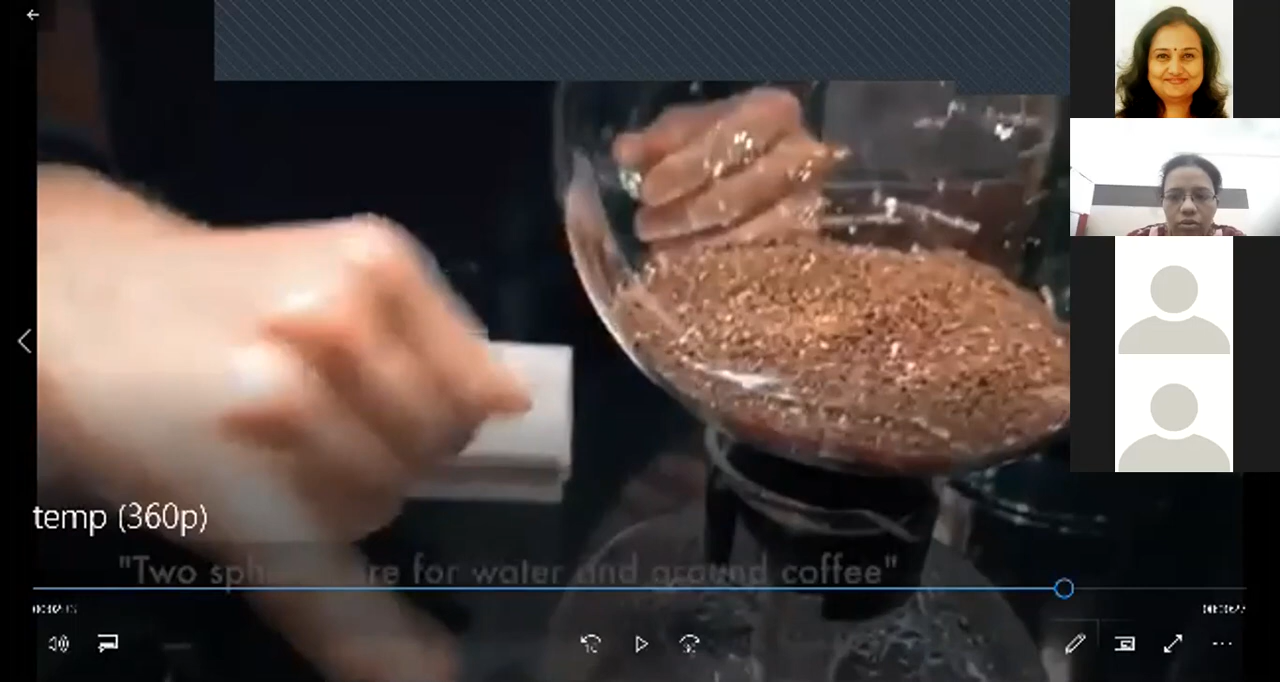 temp (360p)
"Two sph re for water and ground coffee"